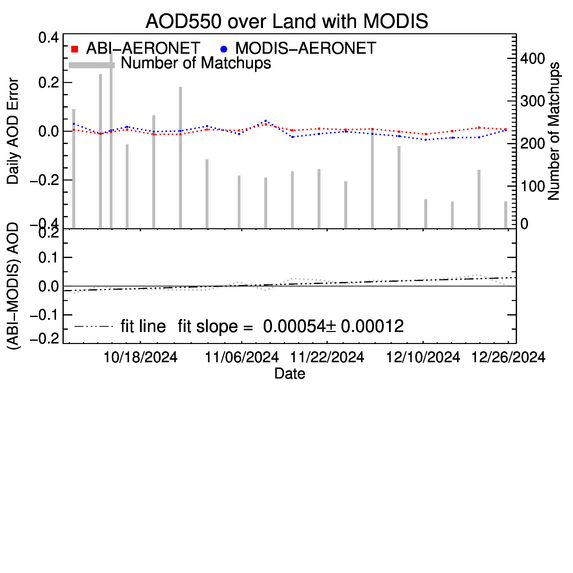 AOD550 over Land with MODIS
ABI−AERONET MODIS−AERONET
Number of Matchups
Daily AOD Error
0.4
0.2
0.0
−0.2
−0.4
400
300
200
100
0
Number of Matchups
(ABI−MODIS) AOD
0.2
0.1
0.0
−0.1
−0.2
fit line fit slope = 0.00054± 0.00012
10/18/2024 11/06/2024 11/22/2024 12/10/2024 12/26/2024
Date